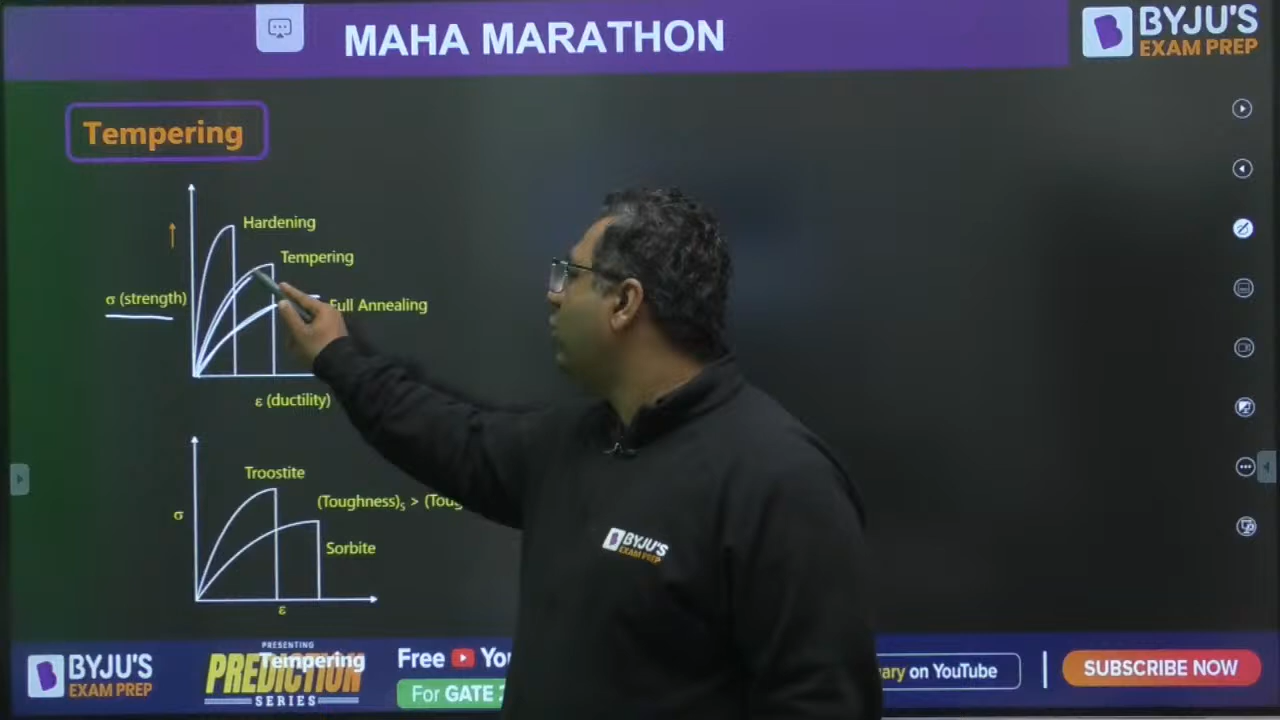 MAHA MARATHON
BYJU'S
EXAM PREP
Tempering
Hardening
Tempering
σ (strength)
Full Annealing
ε (ductility)
Troostite
(Toughness)s > (Toug
σ
Sorbite
ε
BYJU'S
EXAM PREP
BYJU'S
EXAM PREP
PRESENTING
PREDICTION
Tempering
SERIES
Free
For GATE
on YouTube
SUBSCRIBE NOW